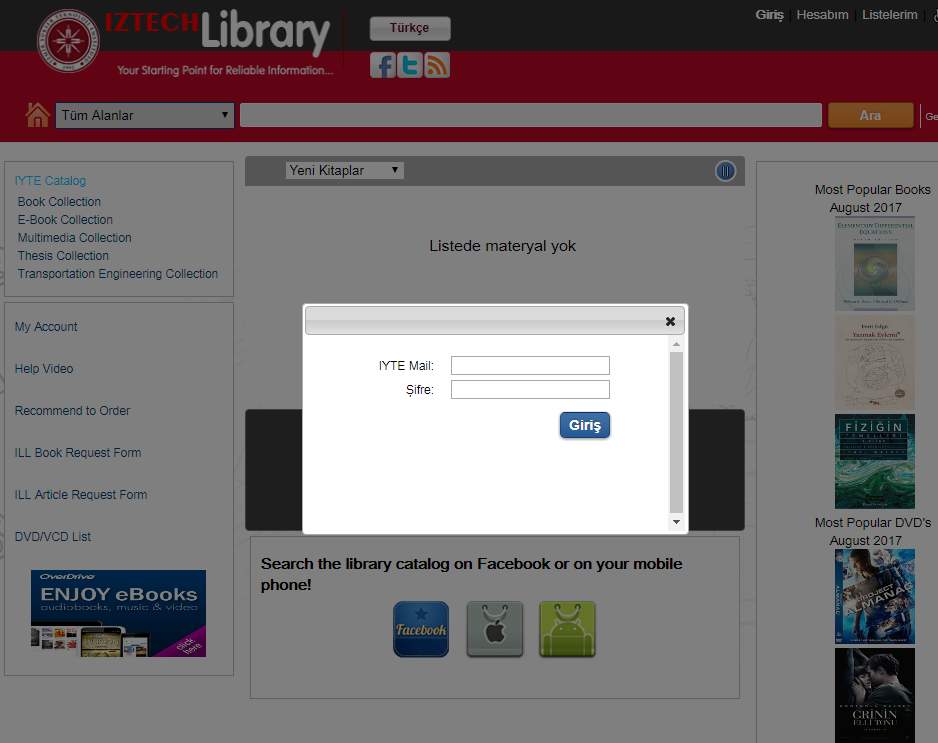 IZTECH Library
Your Starting Point for Reliable Information...
Türkçe
Giriş | Hesabım | Listelerim |
Tüm Alanlar
Ara
Ge
IYTE Catalog
Book Collection
E-Book Collection
Multimedia Collection
Thesis Collection
Transportation Engineering Collection
My Account
Help Video
Recommend to Order
ILL Book Request Form
ILL Article Request Form
DVD/VCD List
OverDrive
ENJOY eBooks
audiobooks, music & video
click here
Yeni Kitaplar
Listede materyal yok
IYTE Mail:
Şifre:
Giriş
Search the library catalog on Facebook or on your mobile
phone!
Facebook
Most Popular Books
August 2017
ELEMENTARY DIFFERENTIAL
EQUATIONS
Ferit Edgü
Yazmak Eylemi
FİZİĞİN
TEMELLERİ
Most Popular DVD's
August 2017
PROJECT
ALMANAC
GRİNİN
ELLİ TONU